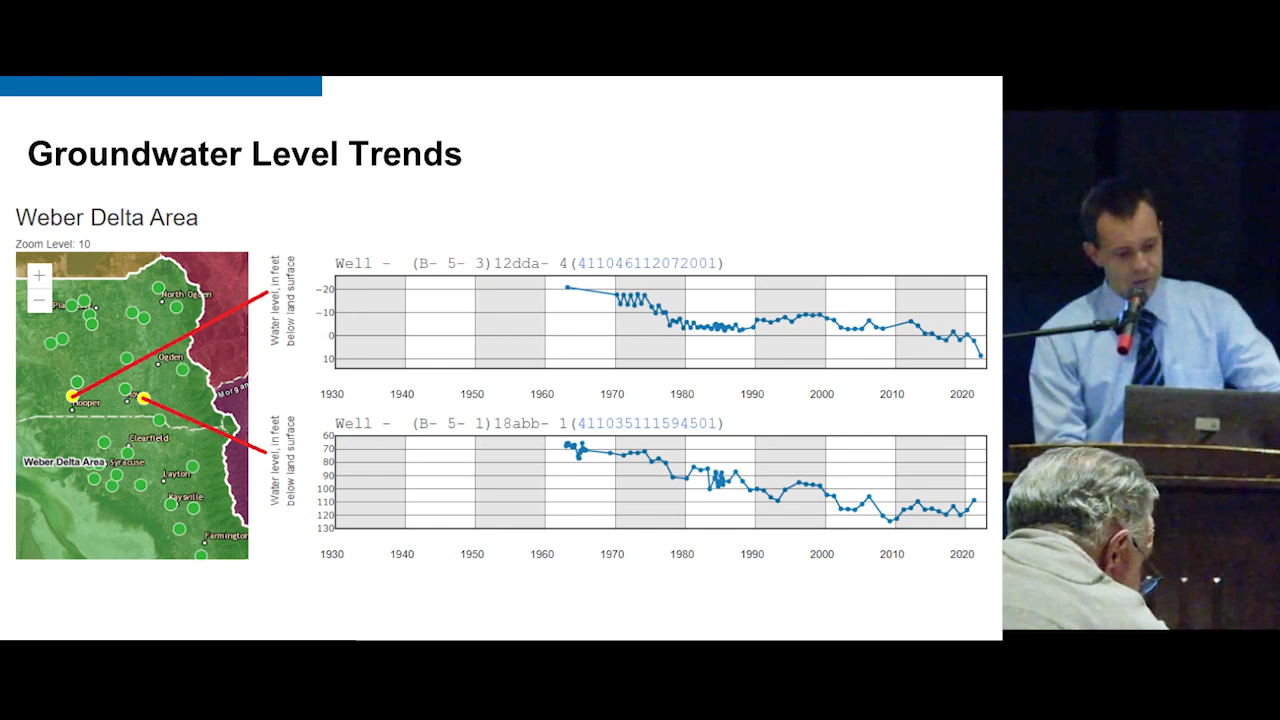 Groundwater Level Trends
Weber Delta Area
Zoom Level: 10
+
−
North Ogden
Ogden
Hooper
Morgan
Clearfield
Weber Delta Area
Syracuse
Layton
Kaysville
Farmington
Well - (B- 5- 3)12dda- 4(411046112072001)
Water level, in feet
below land surface
−20
−10
0
10
1930 1940 1950 1960 1970 1980 1990 2000 2010 2020
Well - (B- 5- 1)18abb- 1(411035111594501)
Water level, in feet
below land surface
60
70
80
90
100
110
120
130
1930 1940 1950 1960 1970 1980 1990 2000 2010 2020